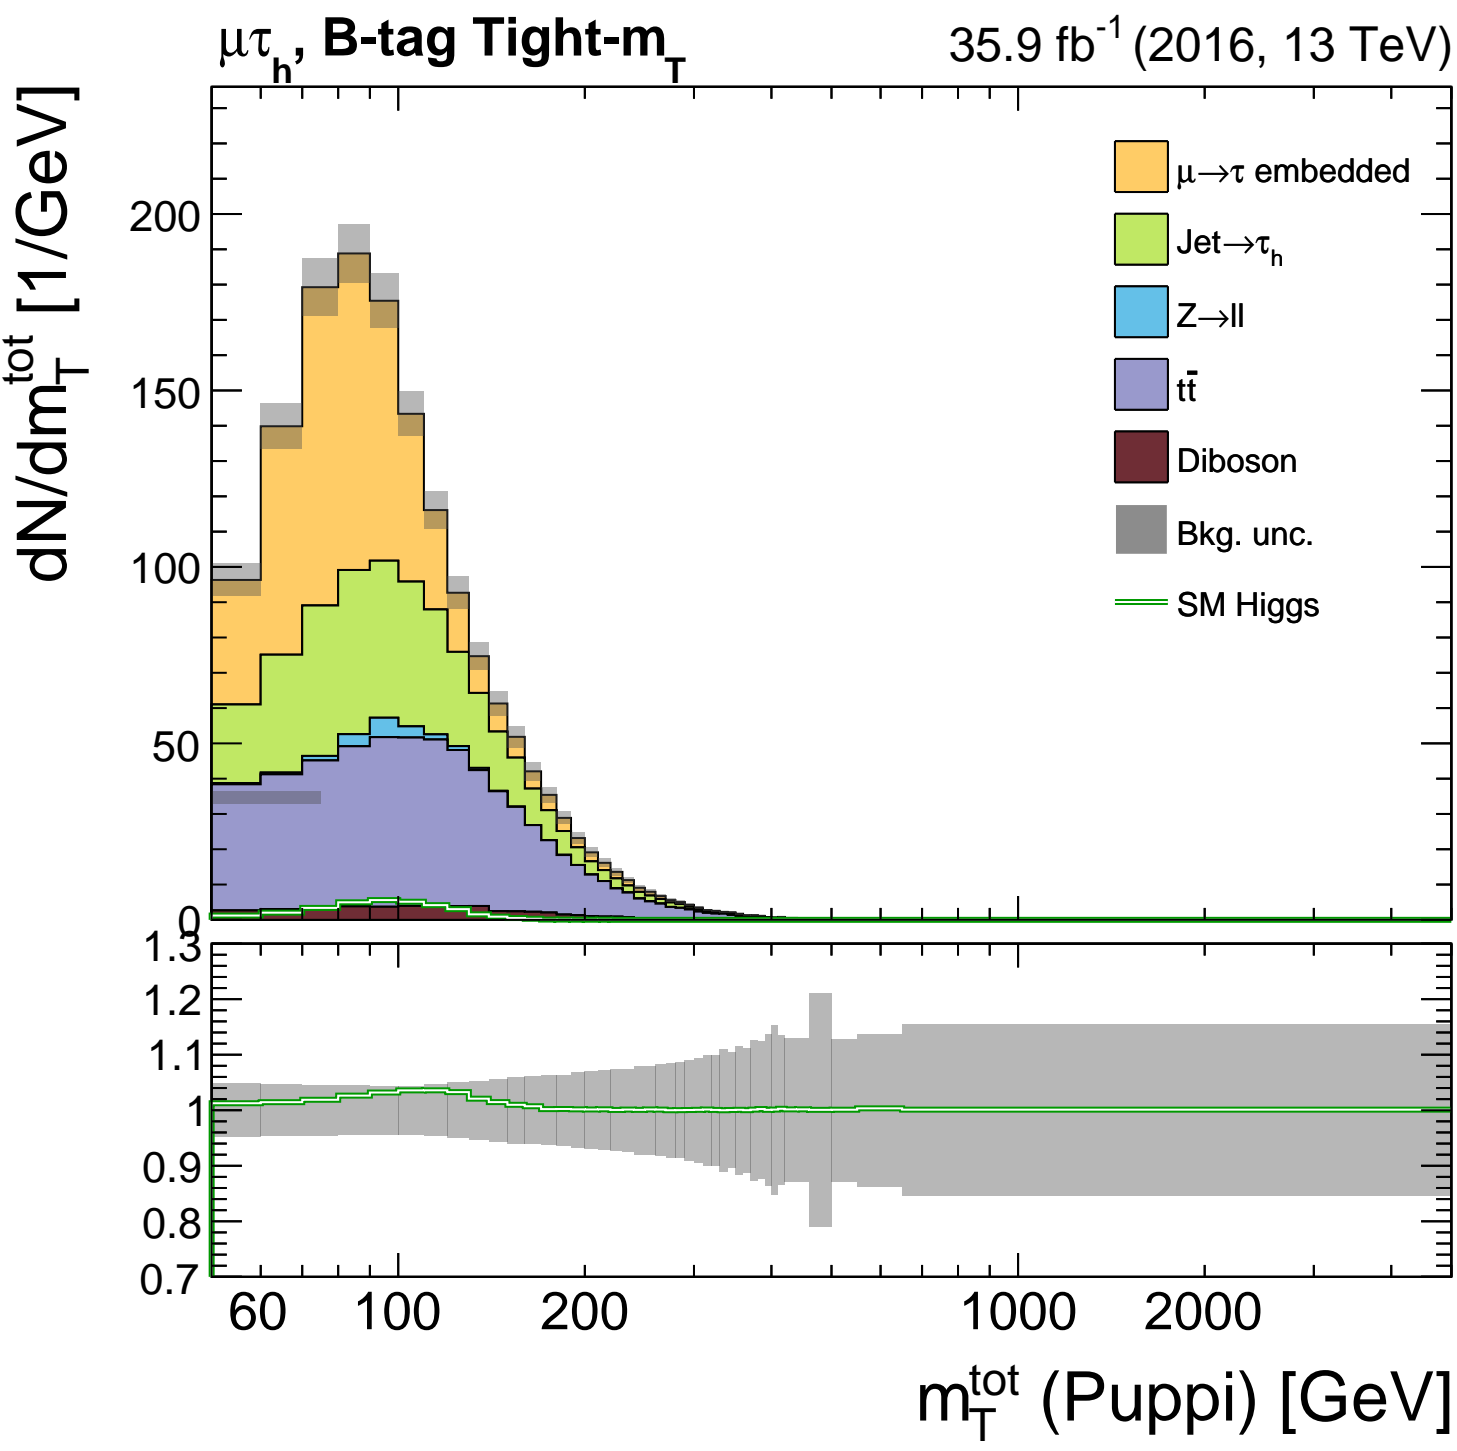 μτh, B-tag Tight-mT
35.9 fb-1 (2016, 13 TeV)
dN/dmTtot [1/GeV]
200
150
100
50
0
μ→τ embedded
Jet→τh
Z→ll
tt̄
Diboson
Bkg. unc.
SM Higgs
1.3
1.2
1.1
1
0.9
0.8
0.7
60 100 200 1000 2000
mTtot (Puppi) [GeV]